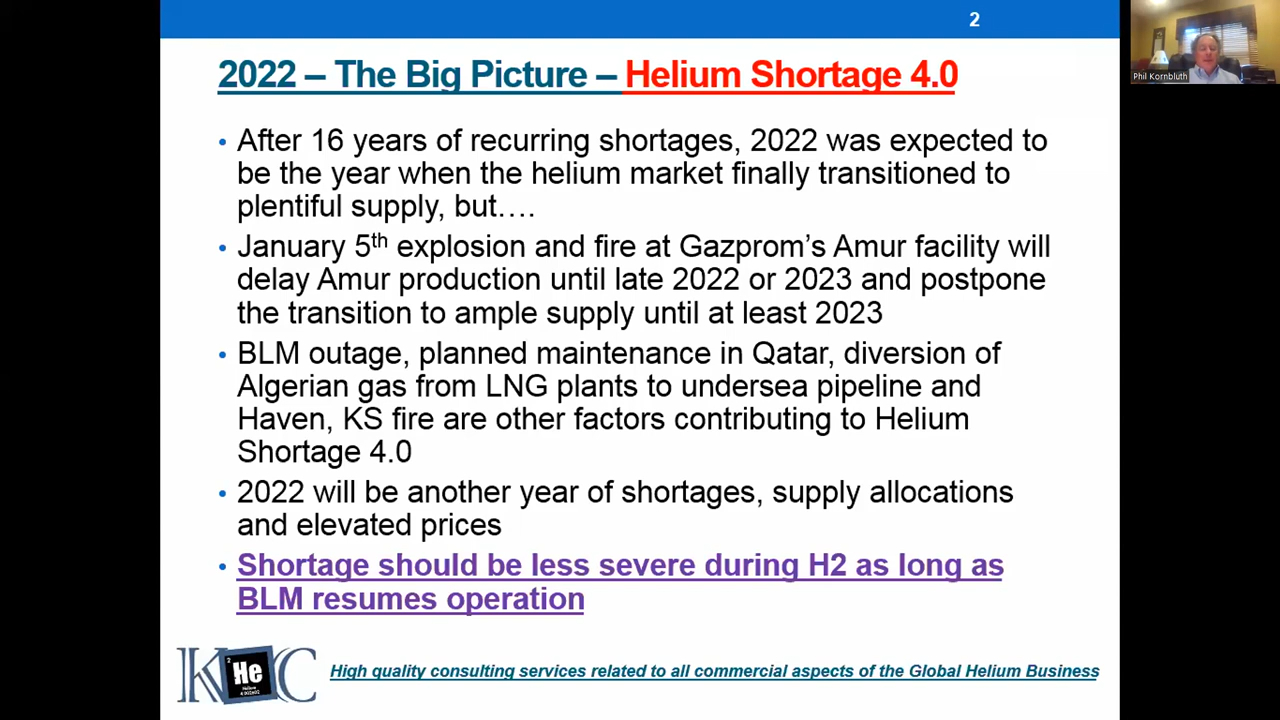 2
Phil Kornbluth
2022 – The Big Picture – Helium Shortage 4.0
• After 16 years of recurring shortages, 2022 was expected to
be the year when the helium market finally transitioned to
plentiful supply, but….
• January 5th explosion and fire at Gazprom's Amur facility will
delay Amur production until late 2022 or 2023 and postpone
the transition to ample supply until at least 2023
• BLM outage, planned maintenance in Qatar, diversion of
Algerian gas from LNG plants to undersea pipeline and
Haven, KS fire are other factors contributing to Helium
Shortage 4.0
• 2022 will be another year of shortages, supply allocations
and elevated prices
• Shortage should be less severe during H2 as long as
BLM resumes operation
K He C
2
Helium
4.002602
High quality consulting services related to all commercial aspects of the Global Helium Business